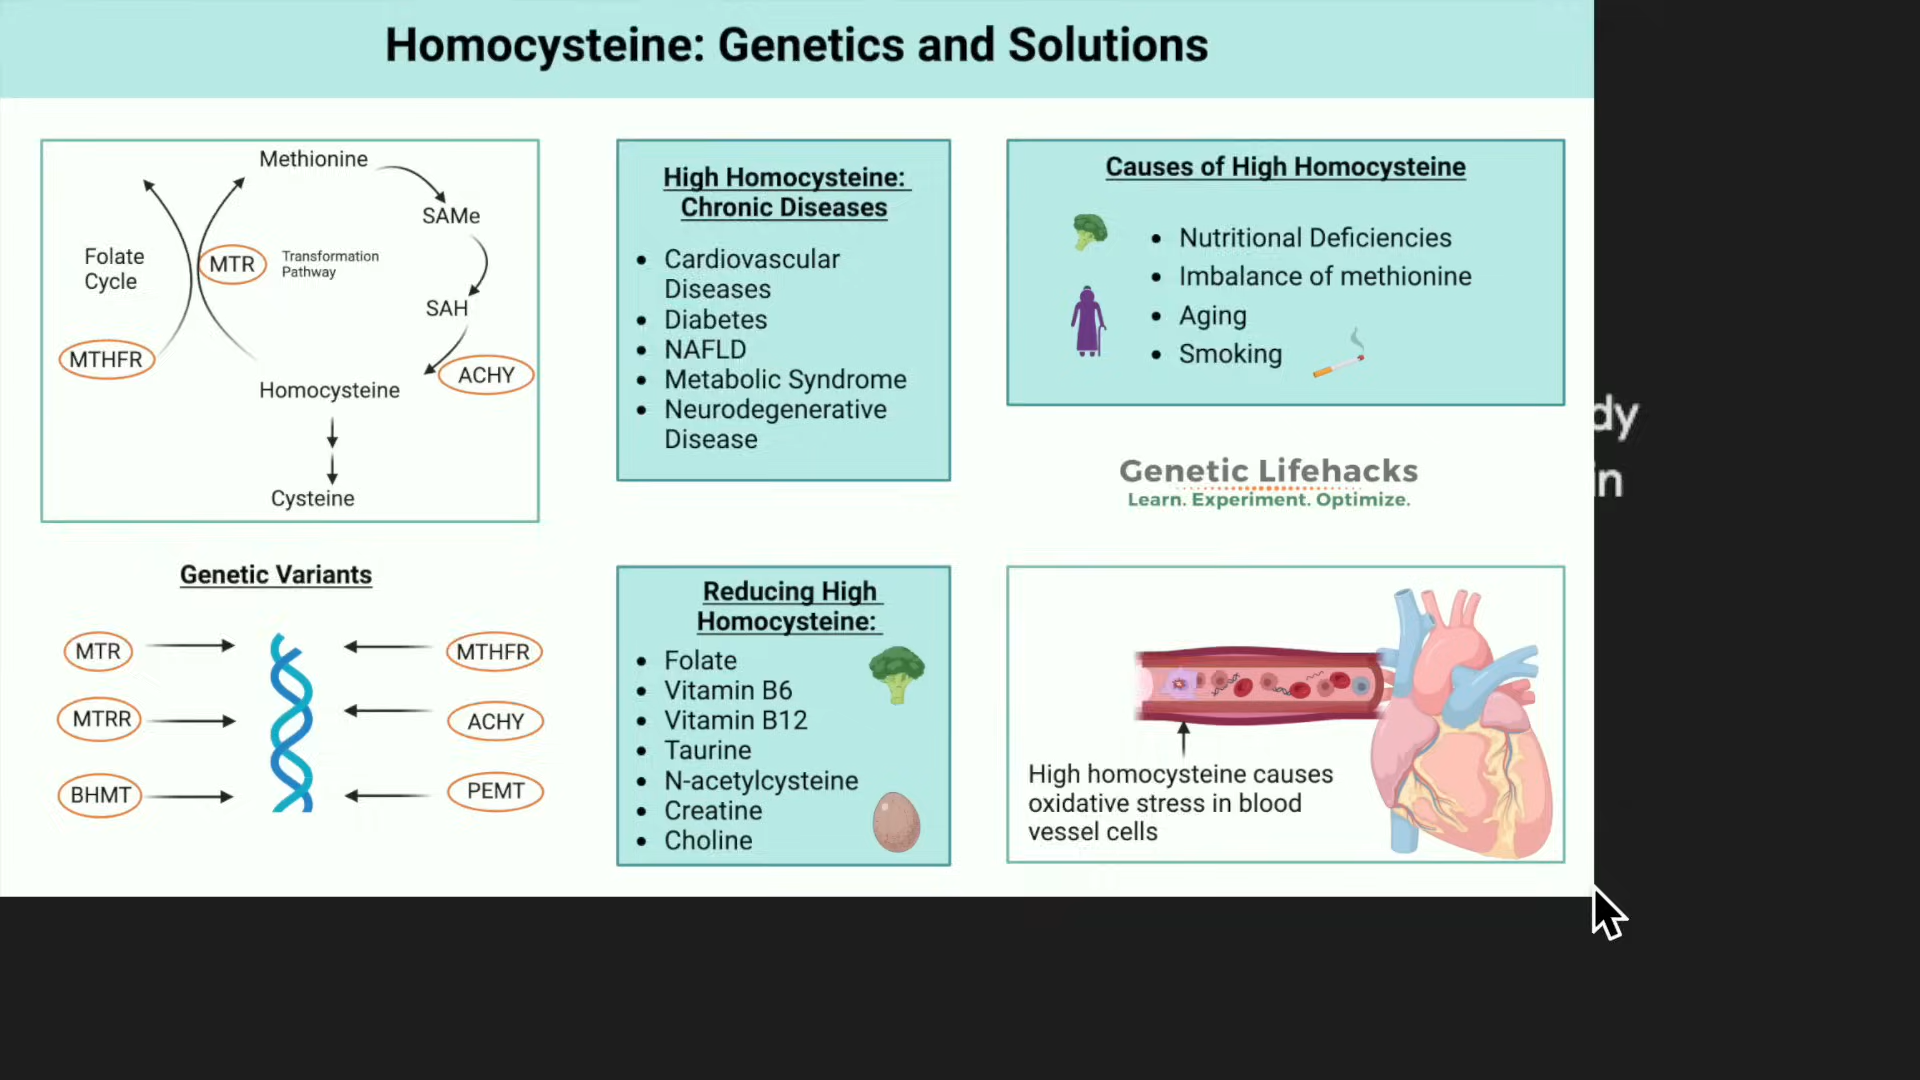 Homocysteine: Genetics and Solutions
Methionine
SAMe
Folate
Cycle
MTR
Transformation
Pathway
SAH
MTHFR
ACHY
Homocysteine
Cysteine
High Homocysteine:
Chronic Diseases
Cardiovascular
Diseases
Diabetes
NAFLD
Metabolic Syndrome
Neurodegenerative
Disease
Causes of High Homocysteine
Nutritional Deficiencies
Imbalance of methionine
Aging
Smoking
dy
in
Genetic Lifehacks
Learn. Experiment. Optimize.
Genetic Variants
MTR
MTHFR
MTRR
ACHY
BHMT
PEMT
Reducing High
Homocysteine:
Folate
Vitamin B6
Vitamin B12
Taurine
N-acetylcysteine
Creatine
Choline
High homocysteine causes
oxidative stress in blood
vessel cells